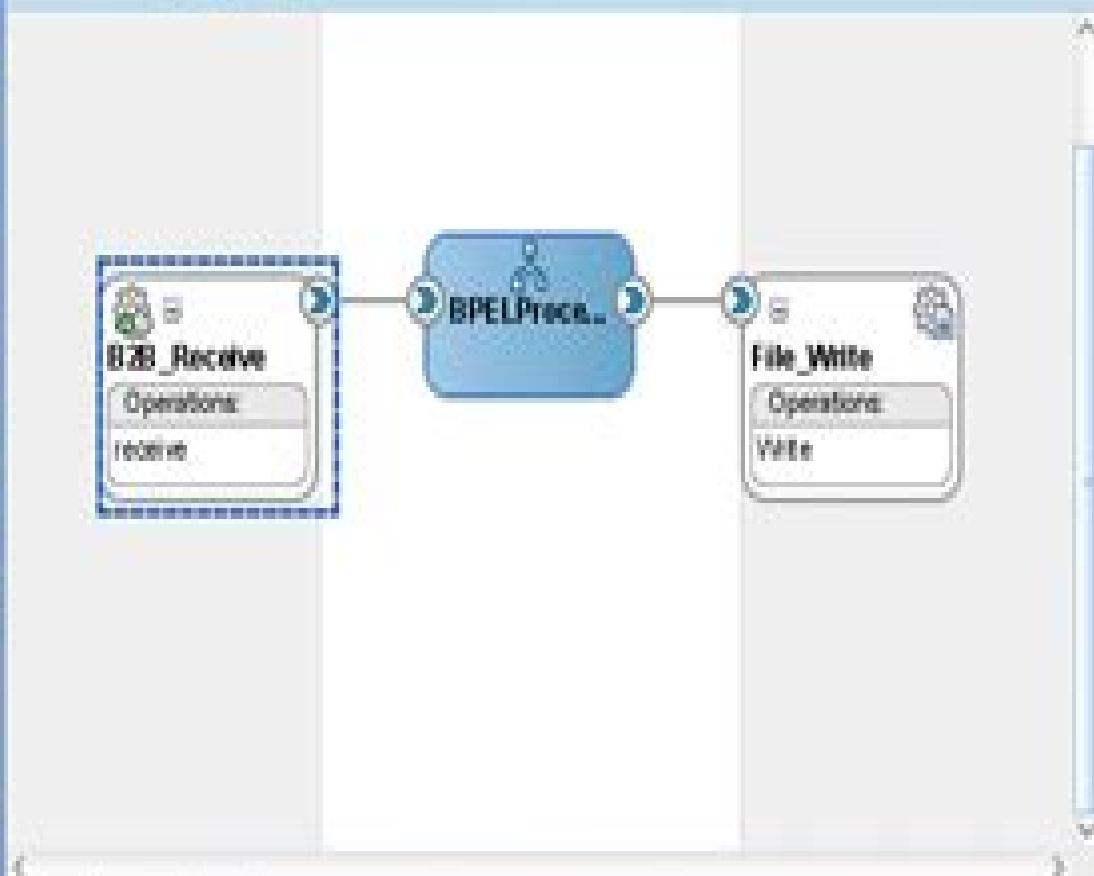 B2B_Receive
Operations:
receive
BPELProce...
File_Write
Operations:
Write